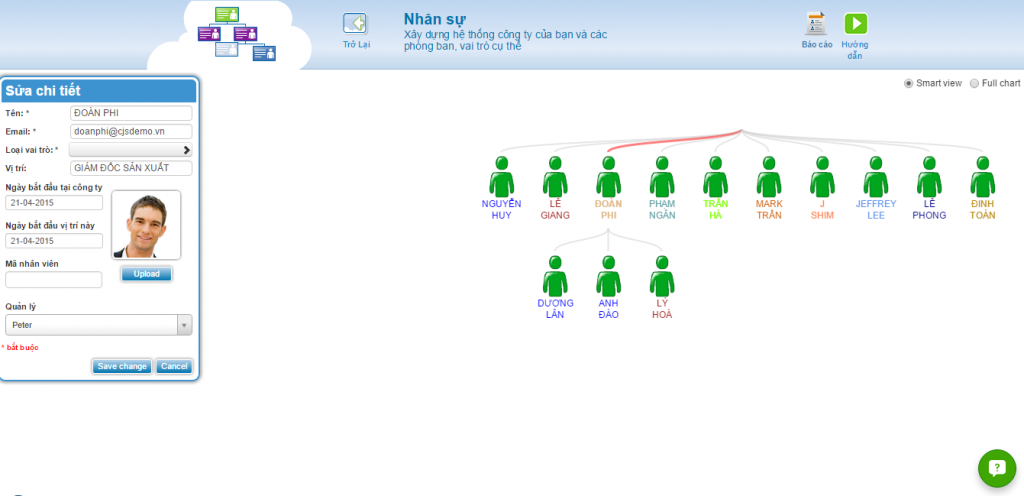 Trở Lại
Nhân sự
Xây dựng hệ thống công ty của bạn và các
phòng ban, vai trò cụ thể
Báo cáo
Hướng
dẫn
Smart view
Full chart
Sửa chi tiết
Tên: *
ĐOÀN PHI
Email: *
doanphi@cjsdemo.vn
Loại vai trò: *
Vị trí:
GIÁM ĐỐC SẢN XUẤT
Ngày bắt đầu tại công ty
21-04-2015
Ngày bắt đầu vị trí này
21-04-2015
Mã nhân viên
Upload
Quản lý
Peter
* bắt buộc
Save change
Cancel
NGUYỄN
HUY
LÊ
GIANG
ĐOÀN
PHI
PHẠM
NGÂN
TRẦN
HÀ
MARK
TRẦN
J
SHIM
JEFFREY
LEE
LÊ
PHONG
ĐINH
TOÀN
DƯƠNG
LÂN
ANH
ĐÀO
LÝ
HOÀ